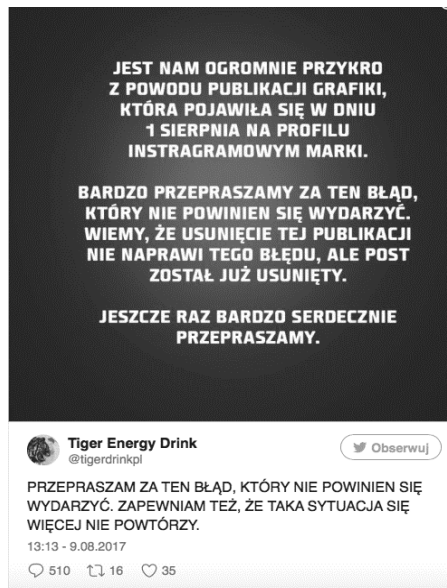 JEST NAM OGROMNIE PRZYKRO
Z POWODU PUBLIKACJI GRAFIKI,
KTÓRA POJAWIŁA SIĘ W DNIU
1 SIERPNIA NA PROFILU
INSTRAGRAMOWYM MARKI.
BARDZO PRZEPRASZAMY ZA TEN BŁĄD,
KTÓRY NIE POWINIEN SIĘ WYDARZYĆ.
WIEMY, ŻE USUNIĘCIE TEJ PUBLIKACJI
NIE NAPRAWI TEGO BŁĘDU, ALE POST
ZOSTAŁ JUŻ USUNIĘTY.
JESZCZE RAZ BARDZO SERDECZNIE
PRZEPRASZAMY.
Tiger Energy Drink
@tigerdrinkpl
Obserwuj
PRZEPRASZAM ZA TEN BŁĄD, KTÓRY NIE POWINIEN SIĘ
WYDARZYĆ. ZAPEWNIAM TEŻ, ŻE TAKA SYTUACJA SIĘ
WIĘCEJ NIE POWTÓRZY.
13:13 - 9.08.2017
510 16 35